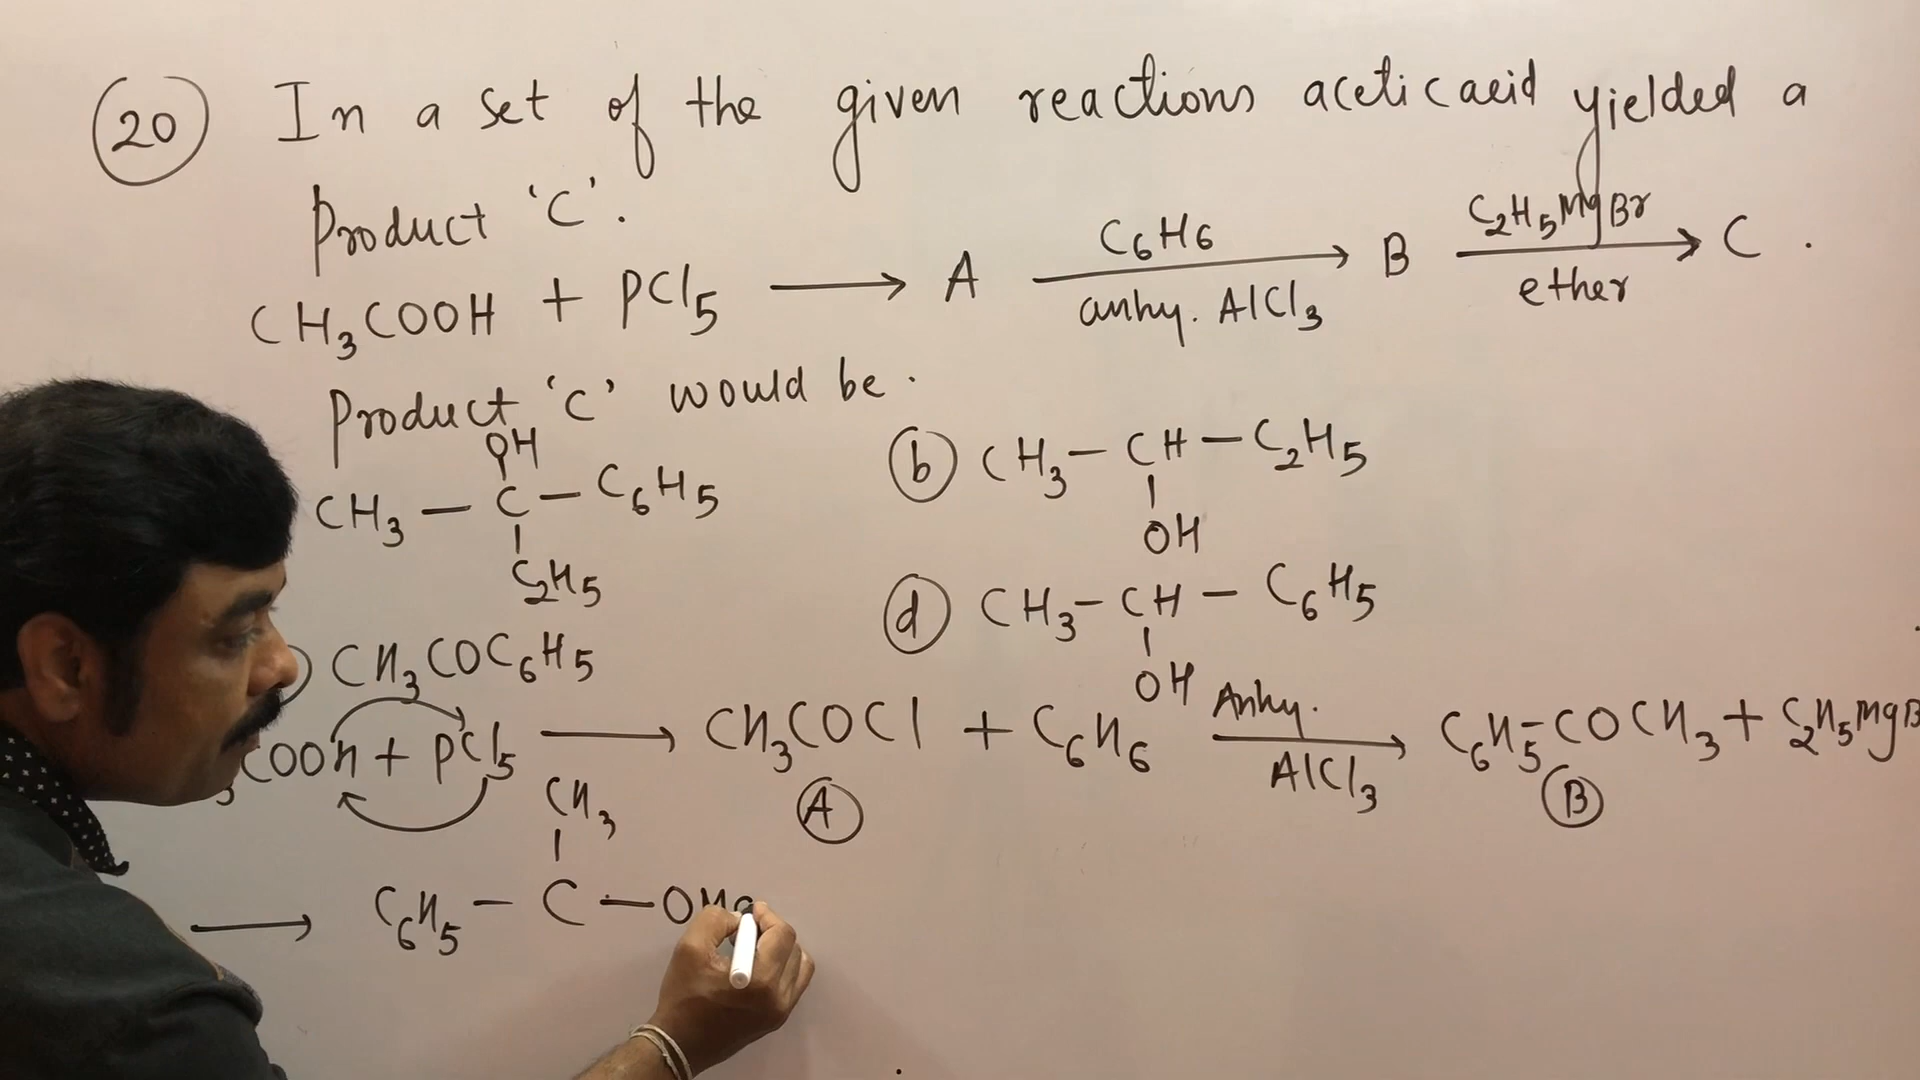 20 In a set of the given reactions acetic acid yielded a
Product 'C'.
CH3COOH + PCl5 ⟶ A C6H6 ⟶ anhy. AlCl3 B C2H5MgBr ⟶ ether C .
Product 'C' would be.
OH
CH3 — C — C6H5
C2H5
b CH3 — CH — C2H5
OH
) CH3COC6H5
d CH3 — CH — C6H5
OH
3COOH + PCl5 ⟶ CH3COCl + C6H6 Anhy. ⟶ AlCl3 C6H5-COCH3 + C2H5MgB
A B
CH3
⟶ C6H5 — C — OMg